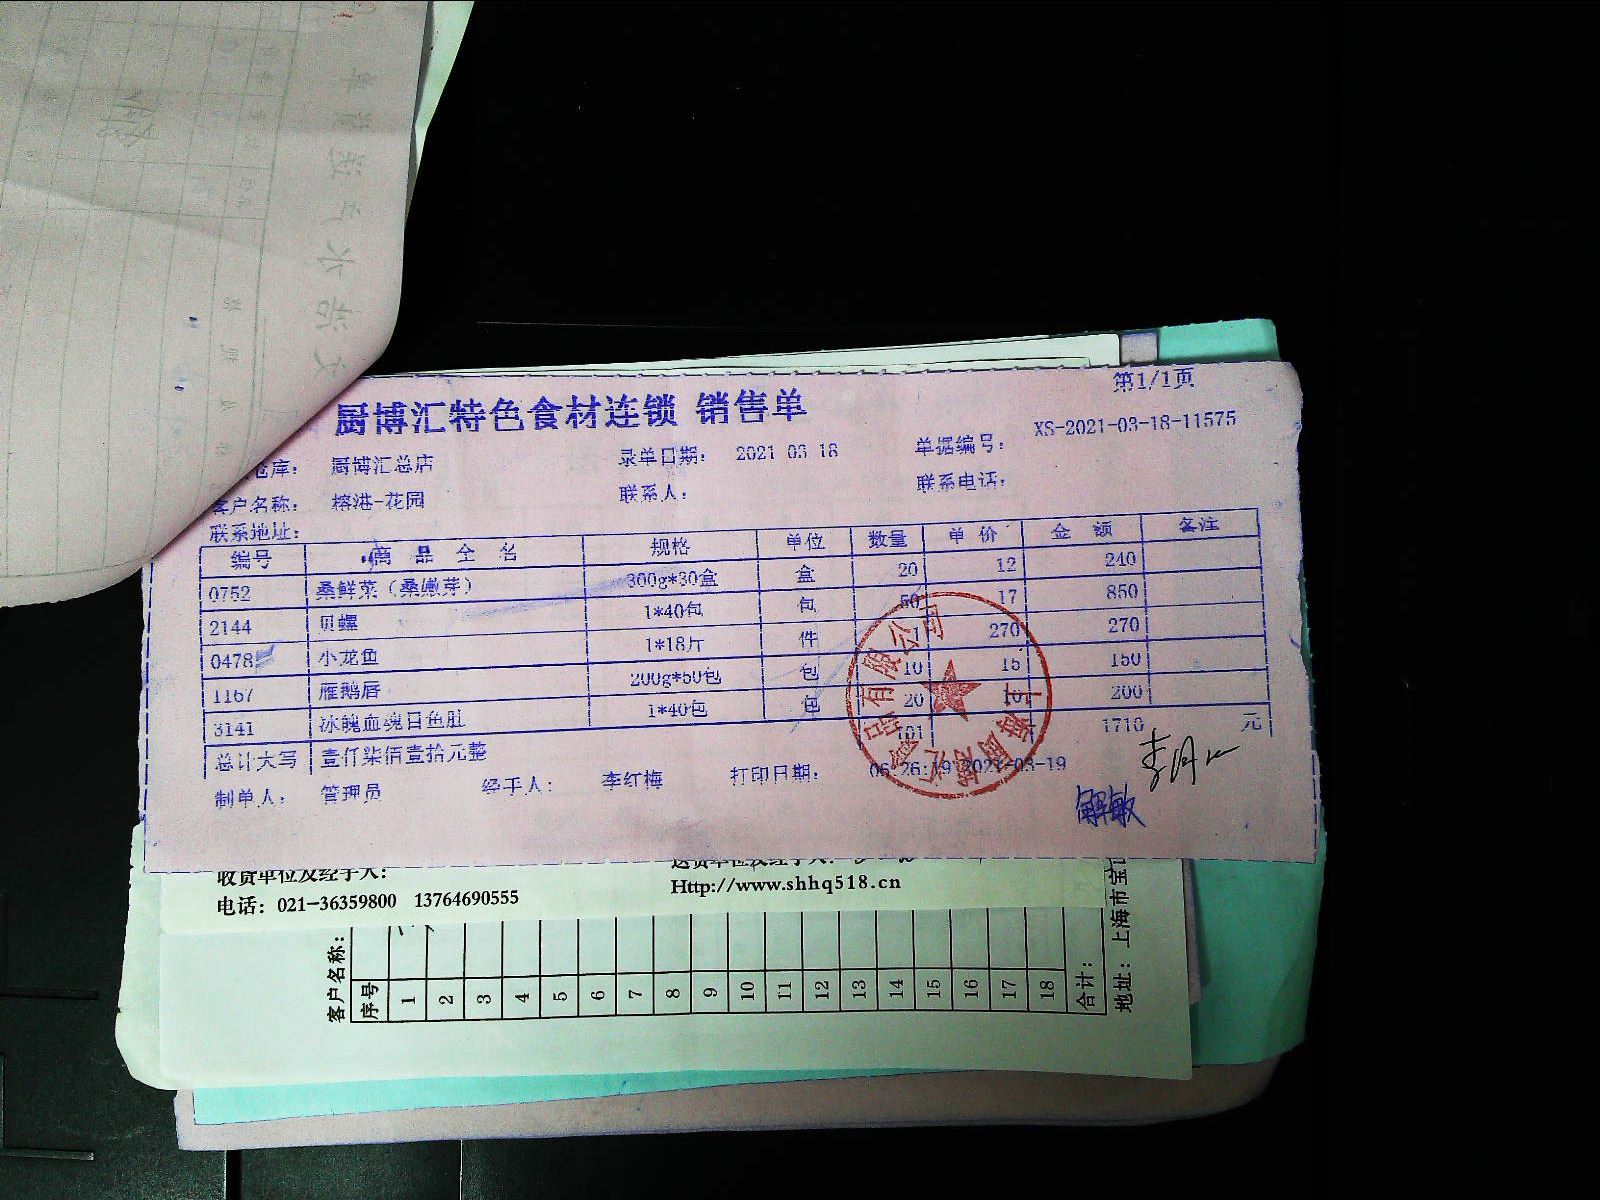 第1/1页
厨博汇特色食材连锁 销售单
仓库： 厨博汇总店 录单日期： 2021 03 18 单据编号： XS-2021-03-18-11575
客户名称： 榕港-花园 联系人： 联系电话：
联系地址：
编号 商品全名 规格 单位 数量 单价 金额 备注
0752 桑鲜菜（桑嫩芽） 300g*30盒 盒 20 12 240
2144 贝螺 1*40包 包 50 17 850
0478 小龙鱼 1*18斤 件 1 270 270
1167 雁鹅唇 200g*50包 包 10 15 150
3141 冰魄血魂目鱼肚 1*40包 包 20 10 200
总计大写 壹仟柒佰壹拾元整 101 1710 元
制单人： 管理员 经手人： 李红梅 打印日期： 06:26:19 2021-03-19
解敏
收货单位及经手人：
电话：021-36359800 13764690555
Http://www.shhq518.cn
客户名称：
序号 1 2 3 4 5 6 7 8 9 10 11 12 13 14 15 16 17 18 合计：
地址：上海市宝